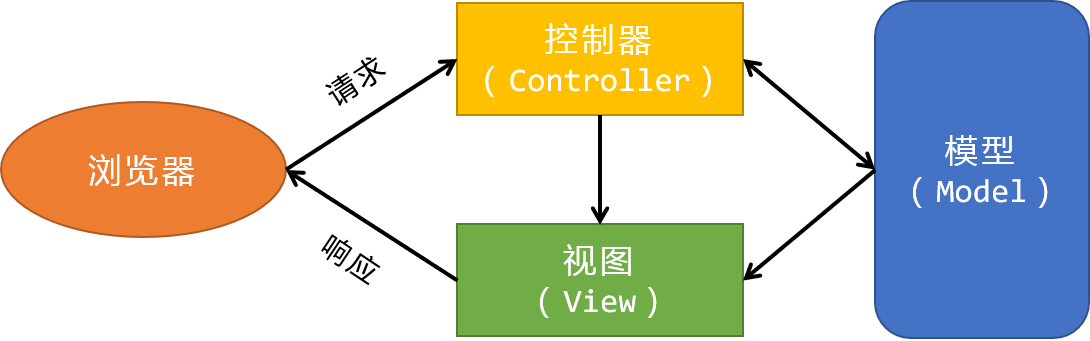 控制器
( Controller )
请求
浏览器
模型
( Model )
响应
视图
( View )